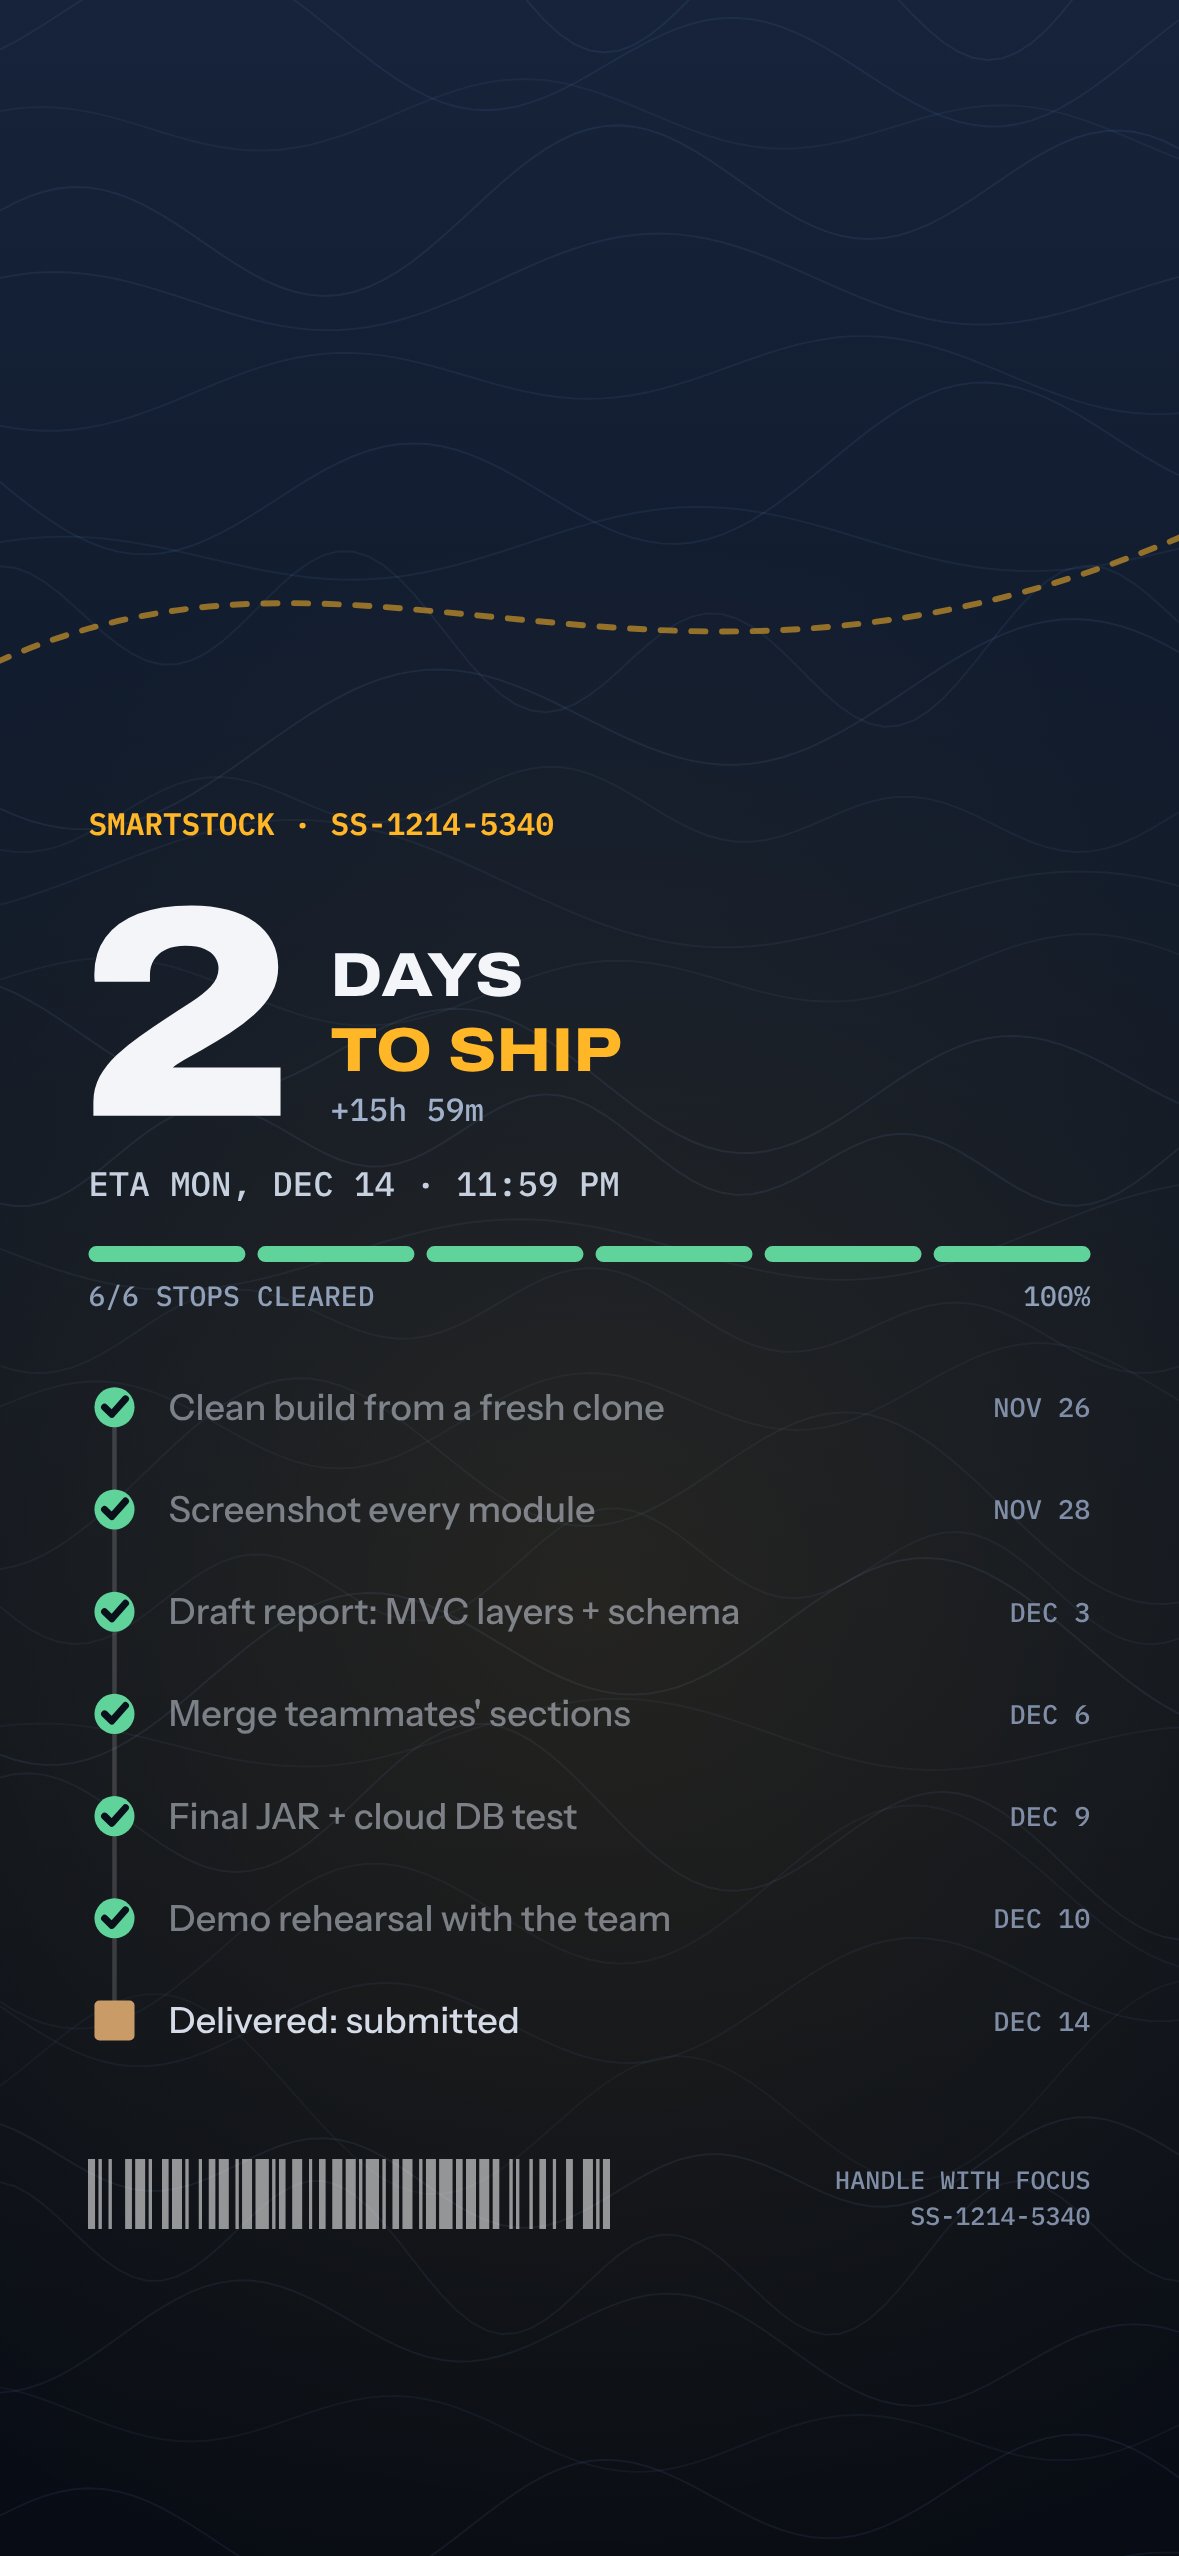 SMARTSTOCK · SS-1214-5340
2 DAYS
TO SHIP
+15h 59m
ETA MON, DEC 14 · 11:59 PM
6/6 STOPS CLEARED 100%
Clean build from a fresh clone NOV 26
Screenshot every module NOV 28
Draft report: MVC layers + schema DEC 3
Merge teammates' sections DEC 6
Final JAR + cloud DB test DEC 9
Demo rehearsal with the team DEC 10
Delivered: submitted DEC 14
HANDLE WITH FOCUS
SS-1214-5340